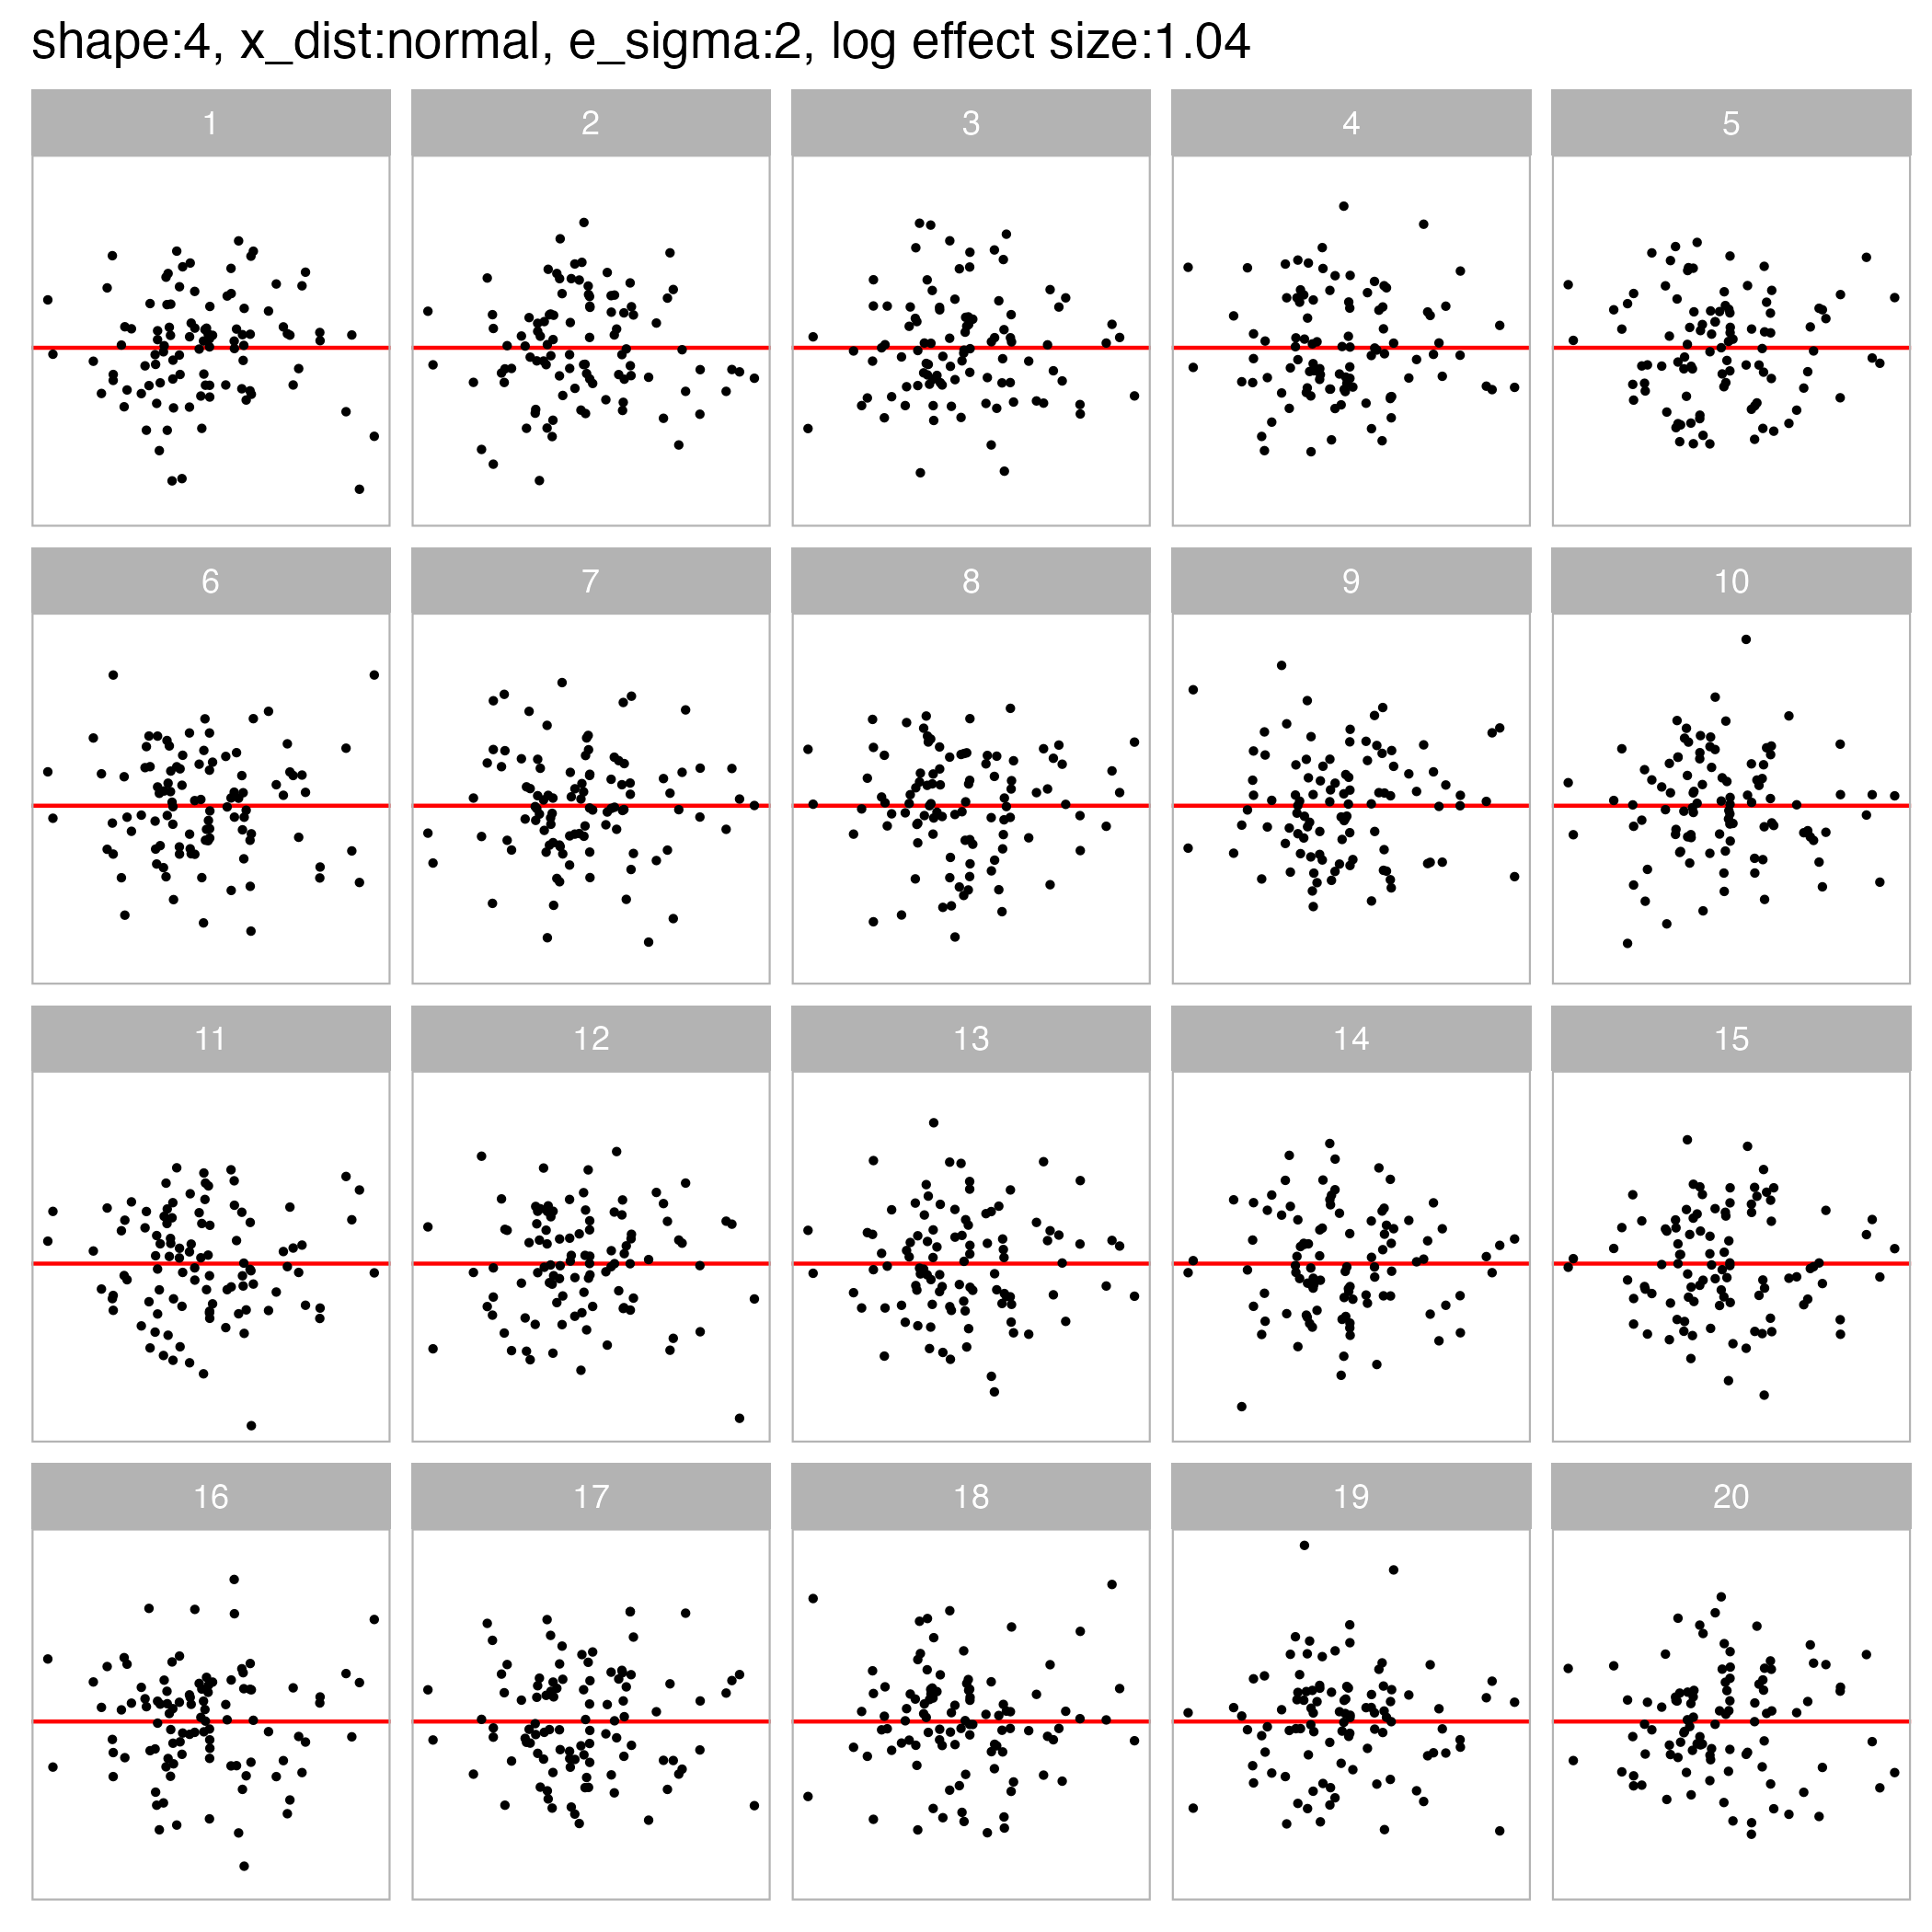 shape:4, x_dist:normal, e_sigma:2, log effect size:1.04
1 2 3 4 5
6 7 8 9 10
11 12 13 14 15
16 17 18 19 20